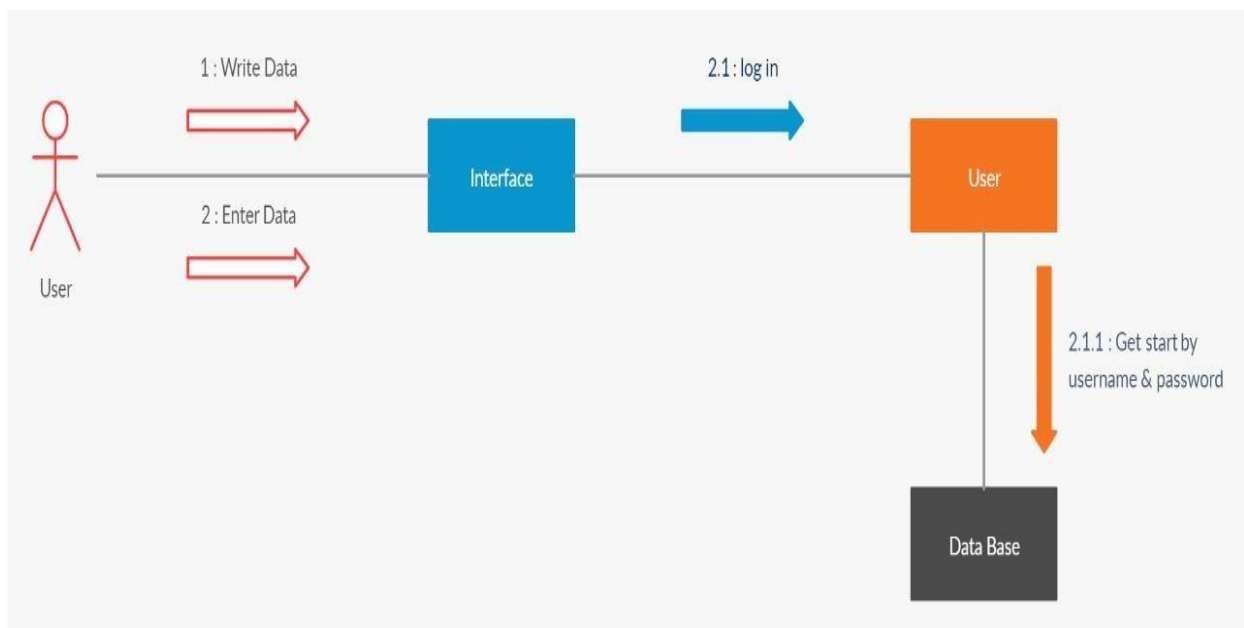 1 : Write Data
2.1 : log in
Interface
User
2 : Enter Data
User
2.1.1 : Get start by
username & password
Data Base